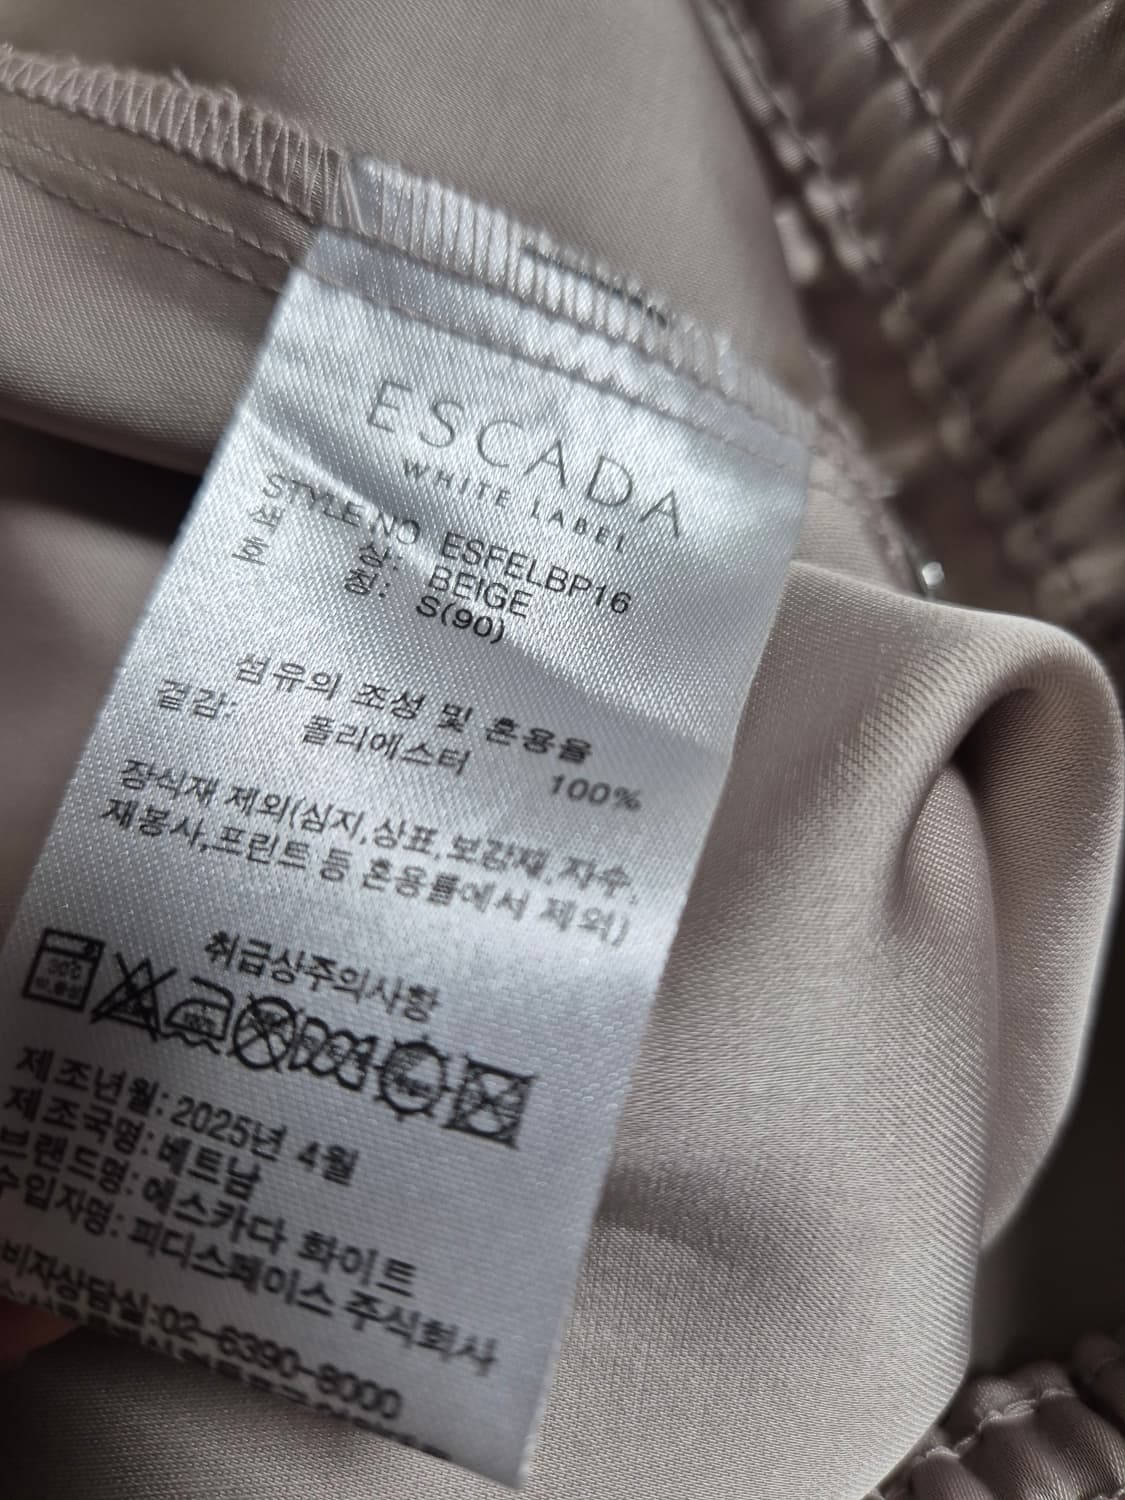 ESCADA
WHITE LABEL
STYLE NO ESFELBP16
색 상: BEIGE
호 칭: S(90)
섬유의 조성 및 혼용율
겉감: 폴리에스터 100%
장식재 제외(심지,상표,보강재,자수,
재봉사,프린트 등 혼용률에서 제외)
취급상주의사항
제조년월: 2025년 4월
제조국명: 베트남
브랜드명: 에스카다 화이트
수입자명: 피디스페이스 주식회사
비자상담실:02-6390-8000